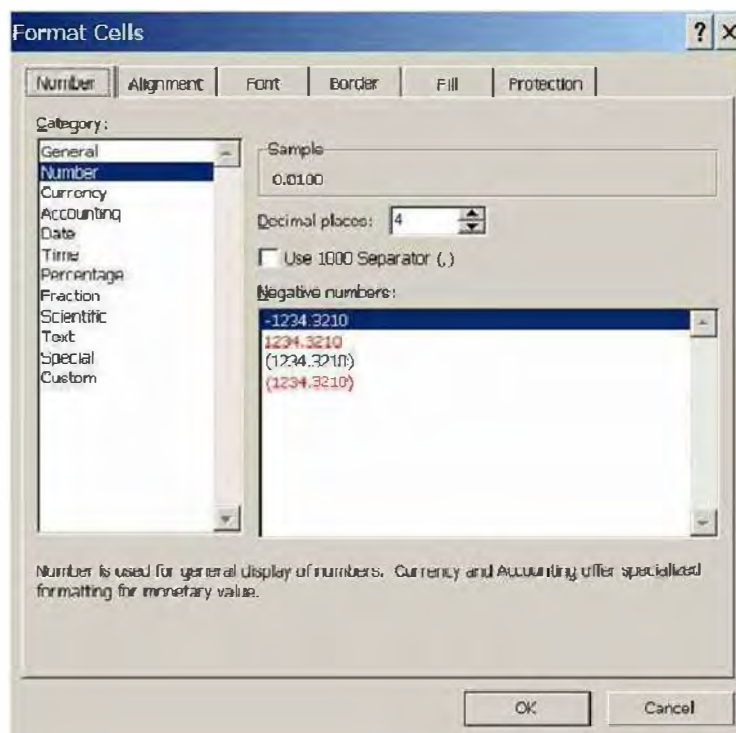 Format Cells
? X
Number Alignment Font Border Fill Protection
Category:
General
Number
Currency
Accounting
Date
Time
Percentage
Fraction
Scientific
Text
Special
Custom
Sample
0.0100
Decimal places: 4
Use 1000 Separator (,)
Negative numbers:
-1234.3210
1234.3210
(1234.3210)
(1234.3210)
Number is used for general display of numbers. Currency and Accounting offer specialized
formatting for monetary value.
OK Cancel